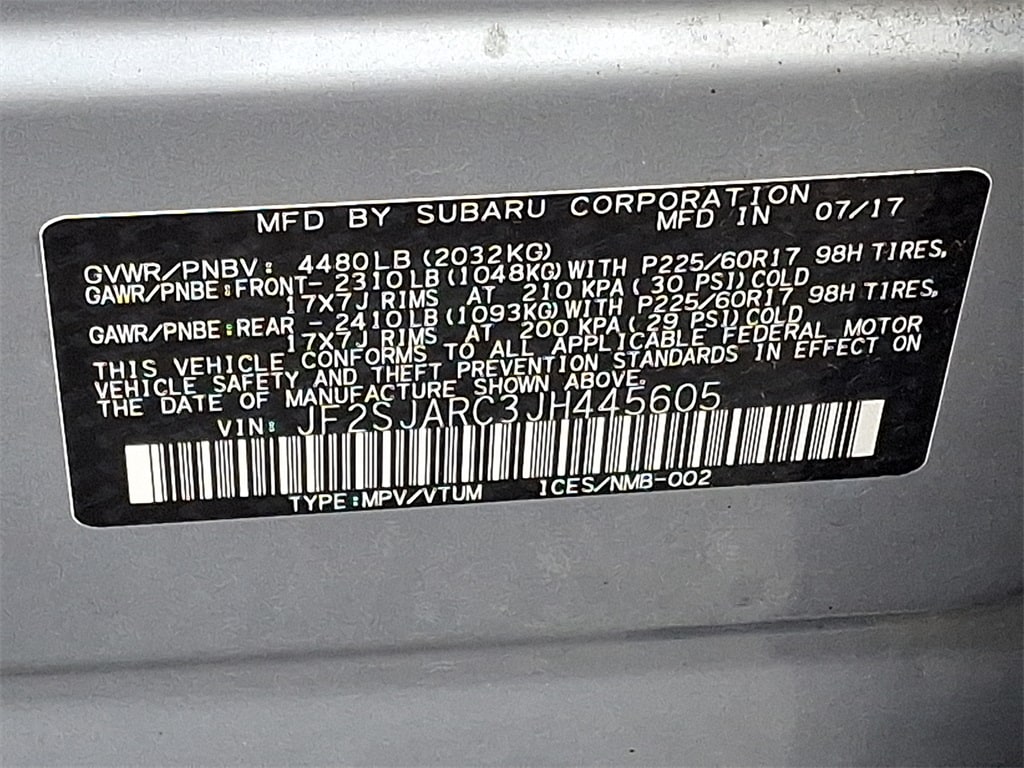 MFD BY SUBARU CORPORATION
MFD IN 07/17
GVWR/PNBV: 4480LB (2032KG)
GAWR/PNBE:FRONT- 2310LB (1048KG) WITH P225/60R17 98H TIRES,
17X7J RIMS AT 210 KPA ( 30 PSI) COLD
GAWR/PNBE:REAR - 2410LB (1093KG) WITH P225/60R17 98H TIRES,
17X7J RIMS AT 200 KPA ( 29 PSI) COLD
THIS VEHICLE CONFORMS TO ALL APPLICABLE FEDERAL MOTOR
VEHICLE SAFETY AND THEFT PREVENTION STANDARDS IN EFFECT ON
THE DATE OF MANUFACTURE SHOWN ABOVE.
VIN: JF2SJARC3JH445605
TYPE:MPV/VTUM ICES/NMB-002